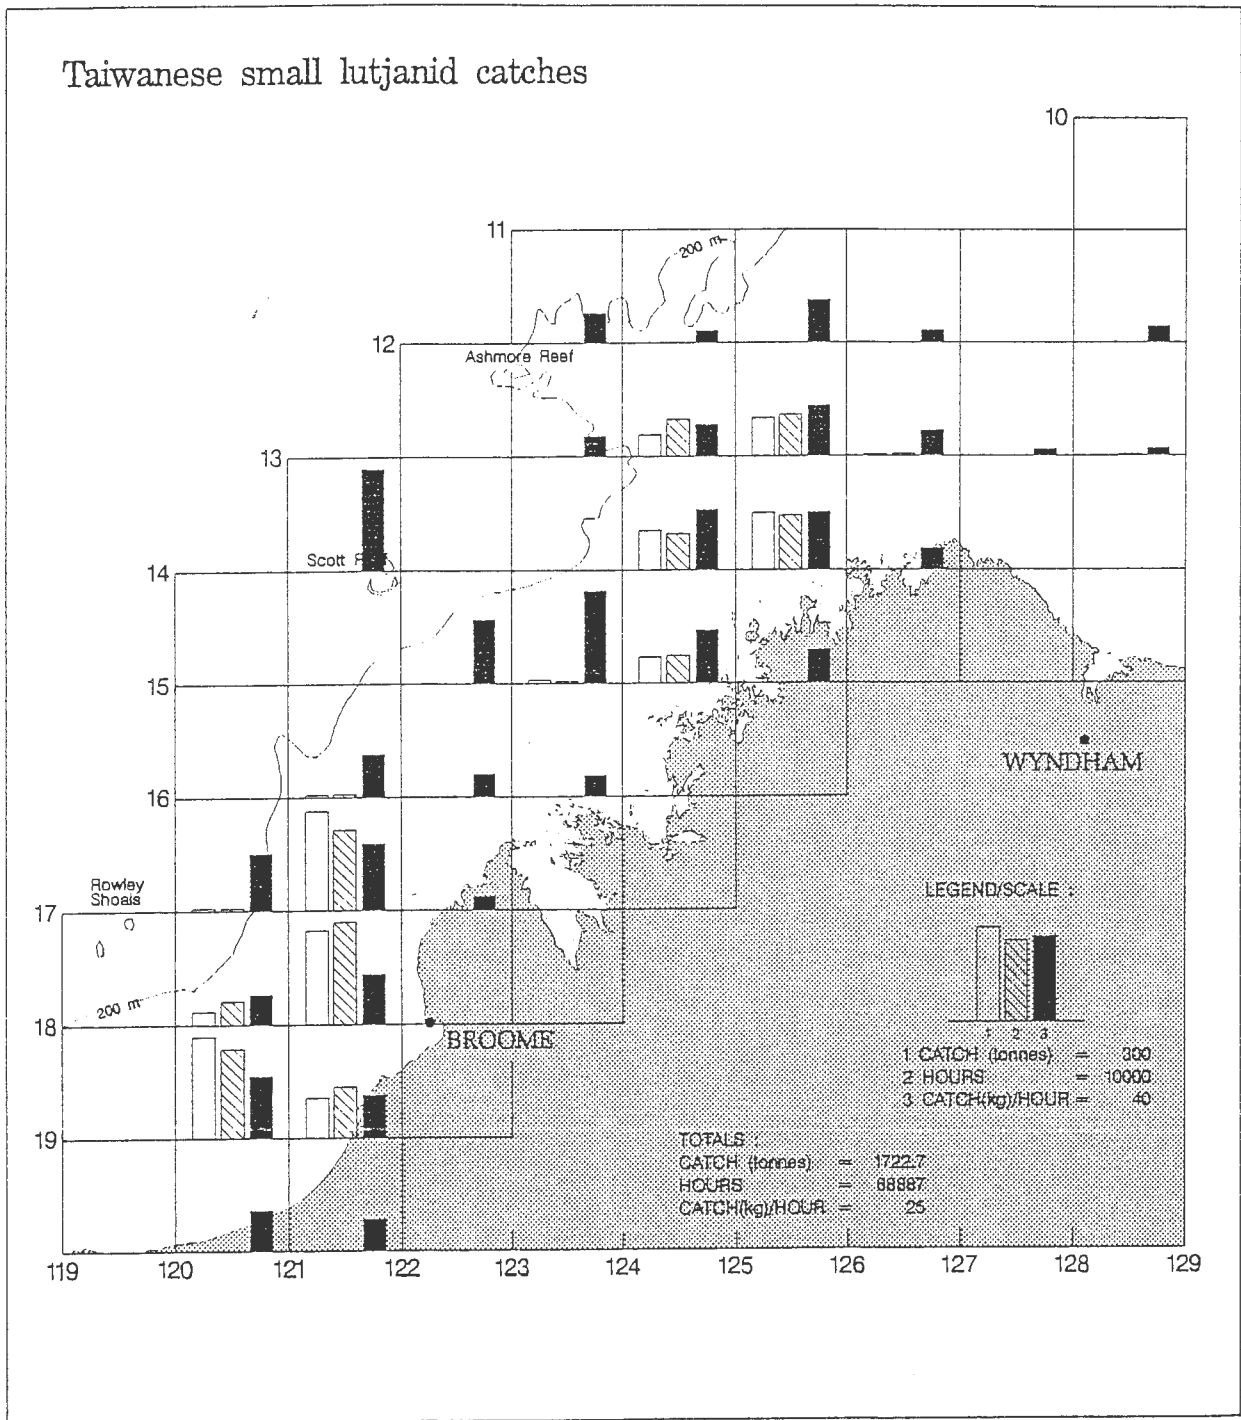 Taiwanese small lutjanid catches
10
11
200 m
12
Ashmore Reef
13
Scott R
14
15
WYNDHAM
16
Rowley
Shoals
LEGEND/SCALE :
17
200 m
1 2 3
18
BROOME
1 CATCH (tonnes) = 300
2 HOURS = 10000
3 CATCH(kg)/HOUR = 40
19
TOTALS :
CATCH (tonnes) = 1722.7
HOURS = 68887
CATCH(kg)/HOUR = 25
119 120 121 122 123 124 125 126 127 128 129